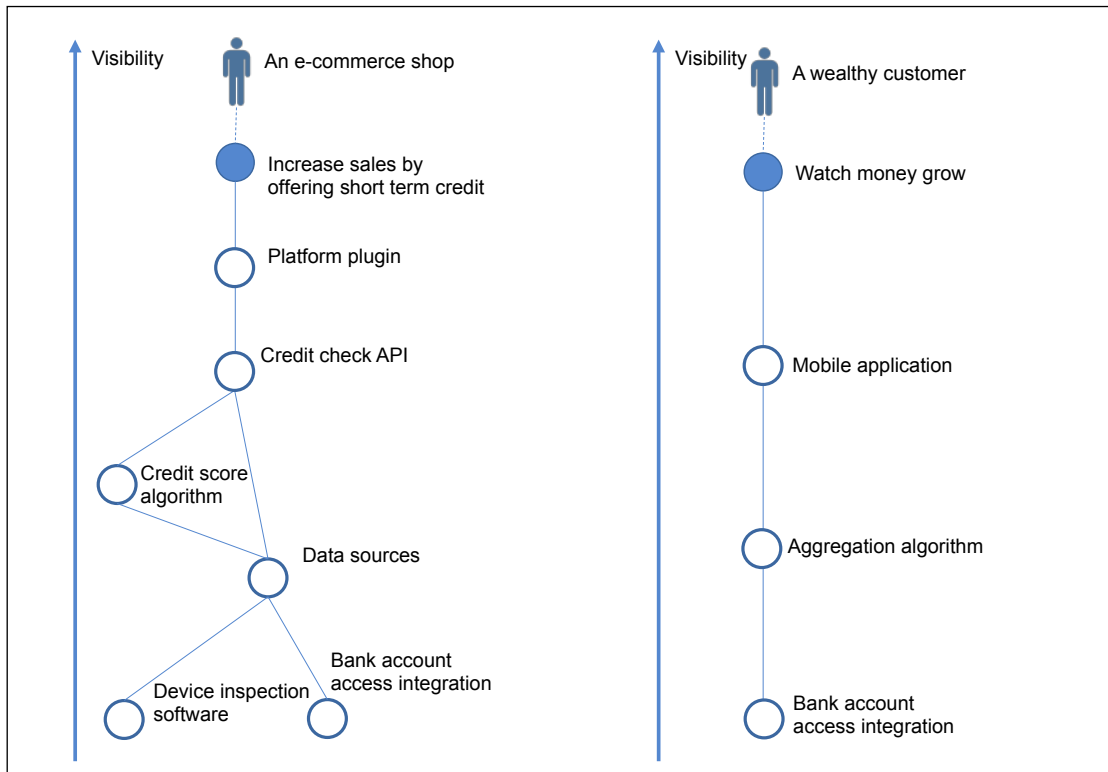 Visibility
An e-commerce shop
Increase sales by
offering short term credit
Platform plugin
Credit check API
Credit score
algorithm
Data sources
Bank account
access integration
Device inspection
software
Visibility
A wealthy customer
Watch money grow
Mobile application
Aggregation algorithm
Bank account
access integration